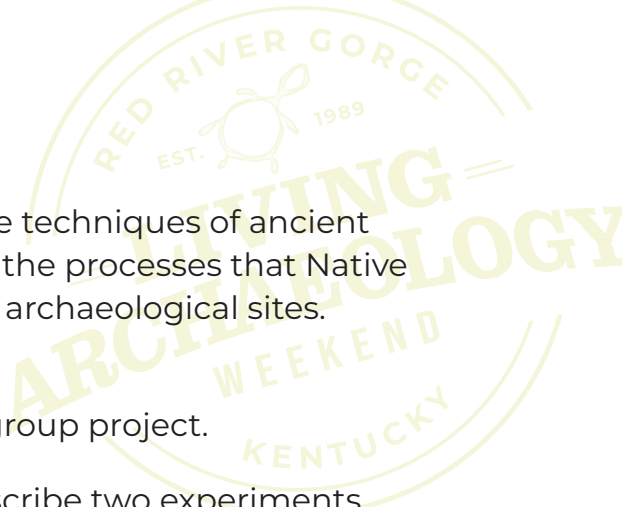 RED RIVER GORGE
EST. 1989
LIVING
e techniques of ancient
the processes that Native
ARCHAEOLOGY
archaeological sites.
WEEKEND
roup project.
KENTUCKY
scribe two experiments